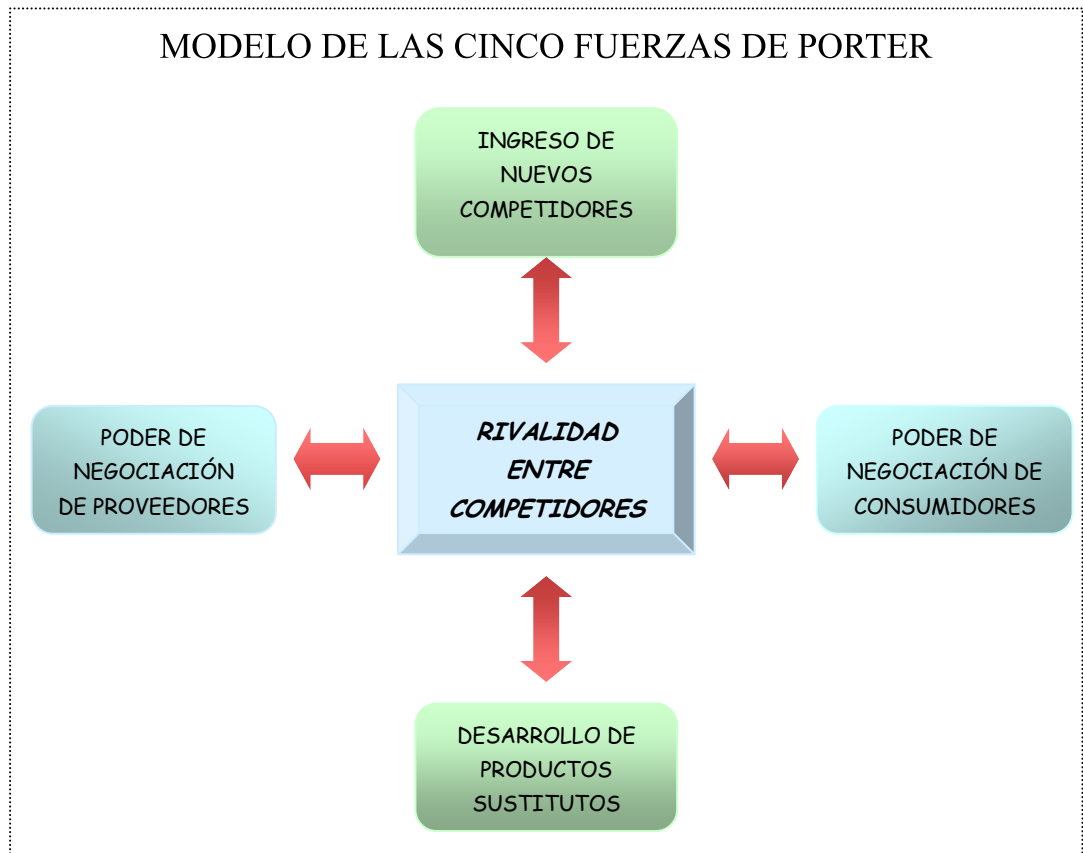 MODELO DE LAS CINCO FUERZAS DE PORTER
INGRESO DE
NUEVOS
COMPETIDORES
PODER DE
NEGOCIACIÓN
DE PROVEEDORES
RIVALIDAD
ENTRE
COMPETIDORES
PODER DE
NEGOCIACIÓN DE
CONSUMIDORES
DESARROLLO DE
PRODUCTOS
SUSTITUTOS